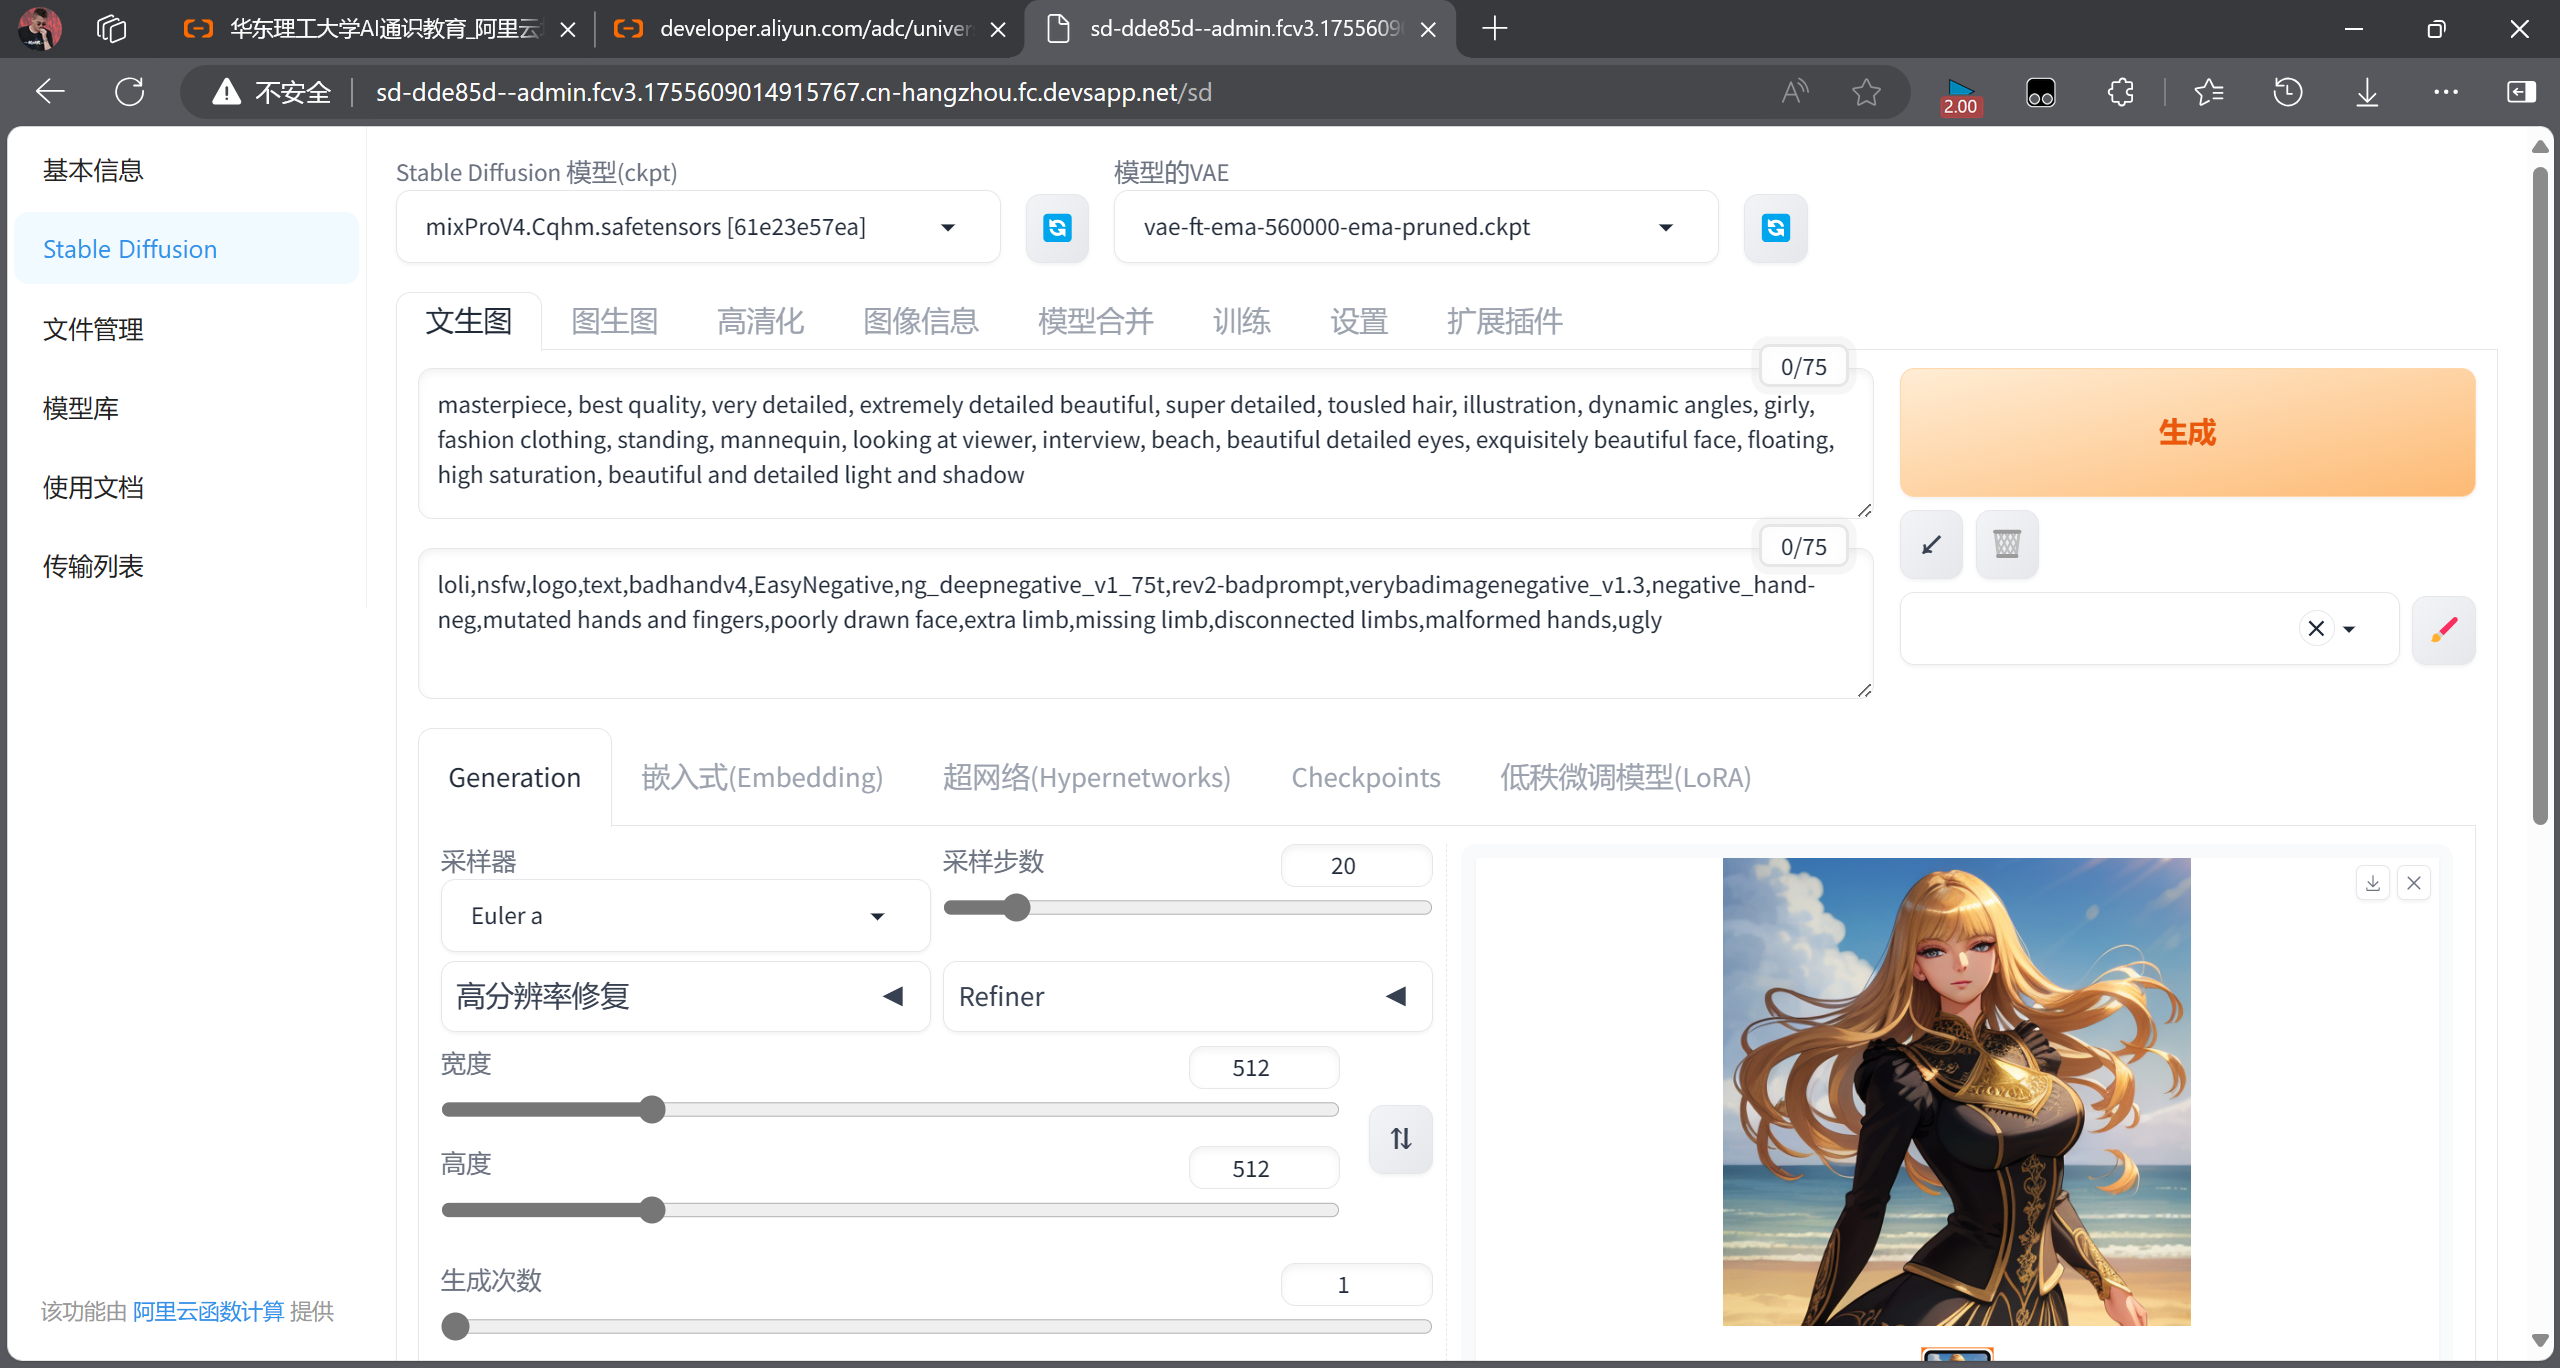 华东理工大学AI通识教育_阿里云
developer.aliyun.com/adc/univer
sd-dde85d--admin.fcv3.1755609
不安全
sd-dde85d--admin.fcv3.1755609014915767.cn-hangzhou.fc.devsapp.net/sd
2.00
基本信息
Stable Diffusion
文件管理
模型库
使用文档
传输列表
该功能由 阿里云函数计算 提供
Stable Diffusion 模型(ckpt)
模型的VAE
mixProV4.Cqhm.safetensors [61e23e57ea]
vae-ft-ema-560000-ema-pruned.ckpt
文生图 图生图 高清化 图像信息 模型合并 训练 设置 扩展插件
0/75
masterpiece, best quality, very detailed, extremely detailed beautiful, super detailed, tousled hair, illustration, dynamic angles, girly,
fashion clothing, standing, mannequin, looking at viewer, interview, beach, beautiful detailed eyes, exquisitely beautiful face, floating,
high saturation, beautiful and detailed light and shadow
生成
0/75
loli,nsfw,logo,text,badhandv4,EasyNegative,ng_deepnegative_v1_75t,rev2-badprompt,verybadimagenegative_v1.3,negative_hand-
neg,mutated hands and fingers,poorly drawn face,extra limb,missing limb,disconnected limbs,malformed hands,ugly
Generation 嵌入式(Embedding) 超网络(Hypernetworks) Checkpoints 低秩微调模型(LoRA)
采样器
Euler a
采样步数
20
高分辨率修复
Refiner
宽度
512
高度
512
生成次数
1